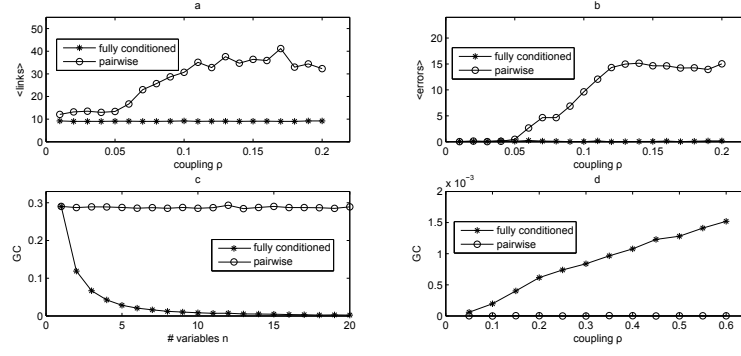 a
<links>
50
40
30
20
10
0
fully conditioned
pairwise
0
0.05
0.1
0.15
0.2
coupling ρ
b
<errors>
20
15
10
5
0
fully conditioned
pairwise
0
0.05
0.1
0.15
0.2
coupling ρ
c
GC
0.3
0.2
0.1
0
fully conditioned
pairwise
0
5
10
15
20
# variables n
d
x 10⁻³
GC
2
1.5
1
0.5
0
fully conditioned
pairwise
0
0.1
0.2
0.3
0.4
0.5
0.6
coupling ρ